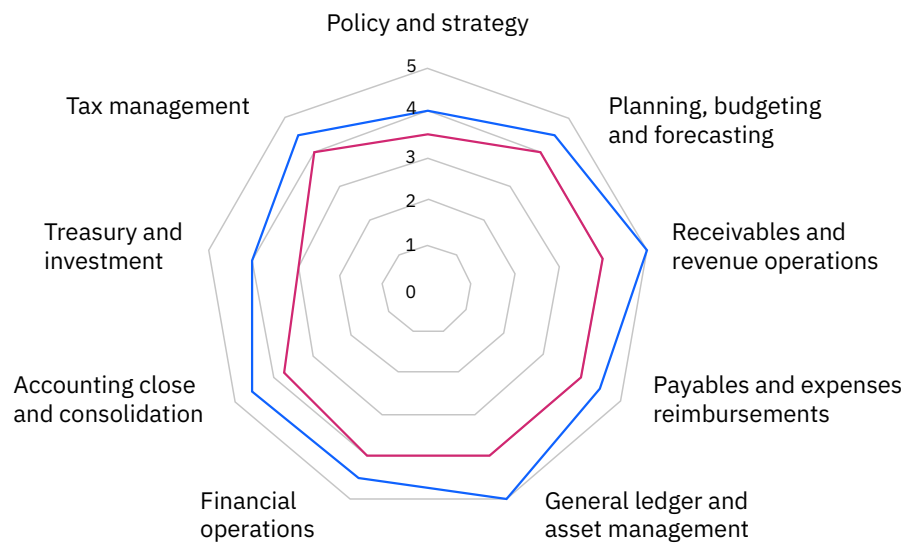 Policy and strategy
5
4
3
2
1
0
Planning, budgeting
and forecasting
Receivables and
revenue operations
Payables and expenses
reimbursements
General ledger and
asset management
Financial
operations
Accounting close
and consolidation
Treasury and
investment
Tax management